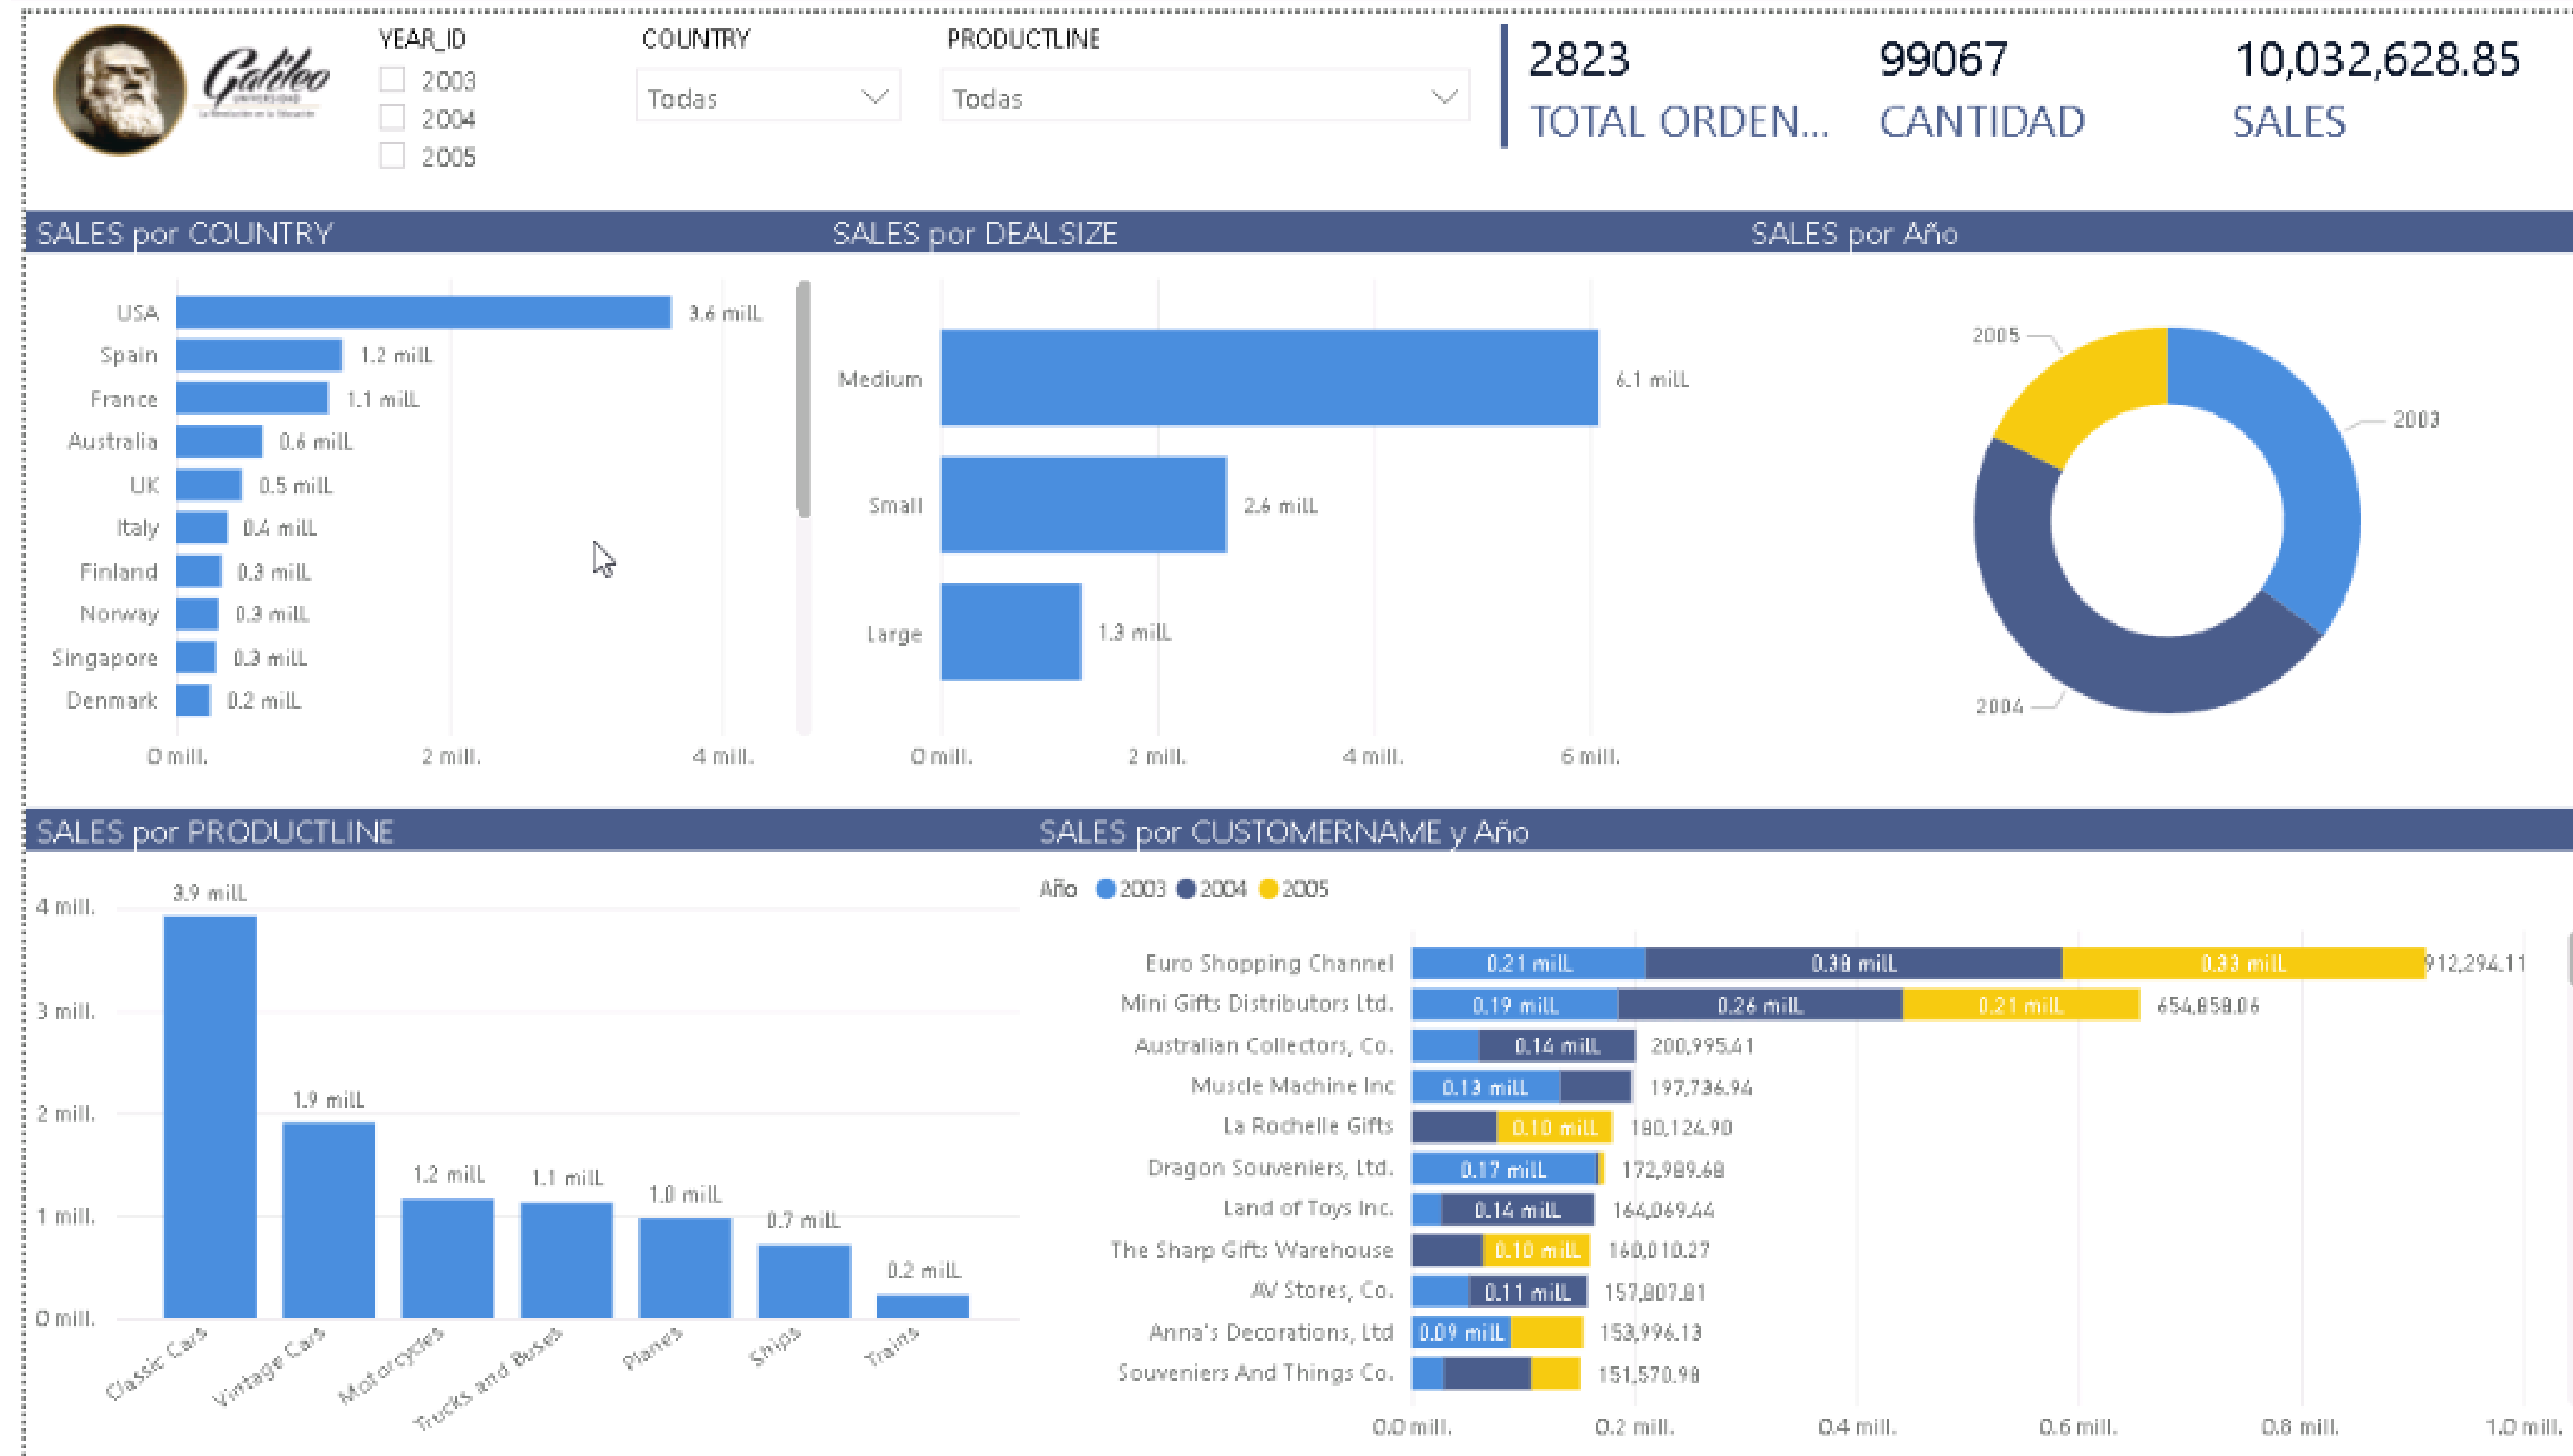 Galileo
UNIVERSIDAD
La Revolución en la Educación
YEAR_ID
2003
2004
2005
COUNTRY
Todas
PRODUCTLINE
Todas
2823
TOTAL ORDEN...
99067
CANTIDAD
10,032,628.85
SALES
SALES por COUNTRY
USA 3.6 mill.
Spain 1.2 mill.
France 1.1 mill.
Australia 0.6 mill.
UK 0.5 mill.
Italy 0.4 mill.
Finland 0.3 mill.
Norway 0.3 mill.
Singapore 0.3 mill.
Denmark 0.2 mill.
0 mill. 2 mill. 4 mill.
SALES por DEALSIZE
Medium 6.1 mill.
Small 2.6 mill.
Large 1.3 mill.
0 mill. 2 mill. 4 mill. 6 mill.
SALES por Año
2005
2003
2004
SALES por PRODUCTLINE
4 mill.
3 mill.
2 mill.
1 mill.
0 mill.
3.9 mill.
1.9 mill.
1.2 mill.
1.1 mill.
1.0 mill.
0.7 mill.
0.2 mill.
Classic Cars
Vintage Cars
Motorcycles
Trucks and Buses
Planes
Ships
Trains
SALES por CUSTOMERNAME y Año
Año 2003 2004 2005
Euro Shopping Channel 0.21 mill. 0.38 mill. 0.33 mill. 912,294.11
Mini Gifts Distributors Ltd. 0.19 mill. 0.26 mill. 0.21 mill. 654,858.06
Australian Collectors, Co. 0.14 mill. 200,995.41
Muscle Machine Inc 0.13 mill. 197,736.94
La Rochelle Gifts 0.10 mill. 180,124.90
Dragon Souveniers, Ltd. 0.17 mill. 172,989.68
Land of Toys Inc. 0.14 mill. 164,069.44
The Sharp Gifts Warehouse 0.10 mill. 160,010.27
AV Stores, Co. 0.11 mill. 157,807.81
Anna's Decorations, Ltd 0.09 mill. 153,996.13
Souveniers And Things Co. 151,570.98
0.0 mill. 0.2 mill. 0.4 mill. 0.6 mill. 0.8 mill. 1.0 mill.